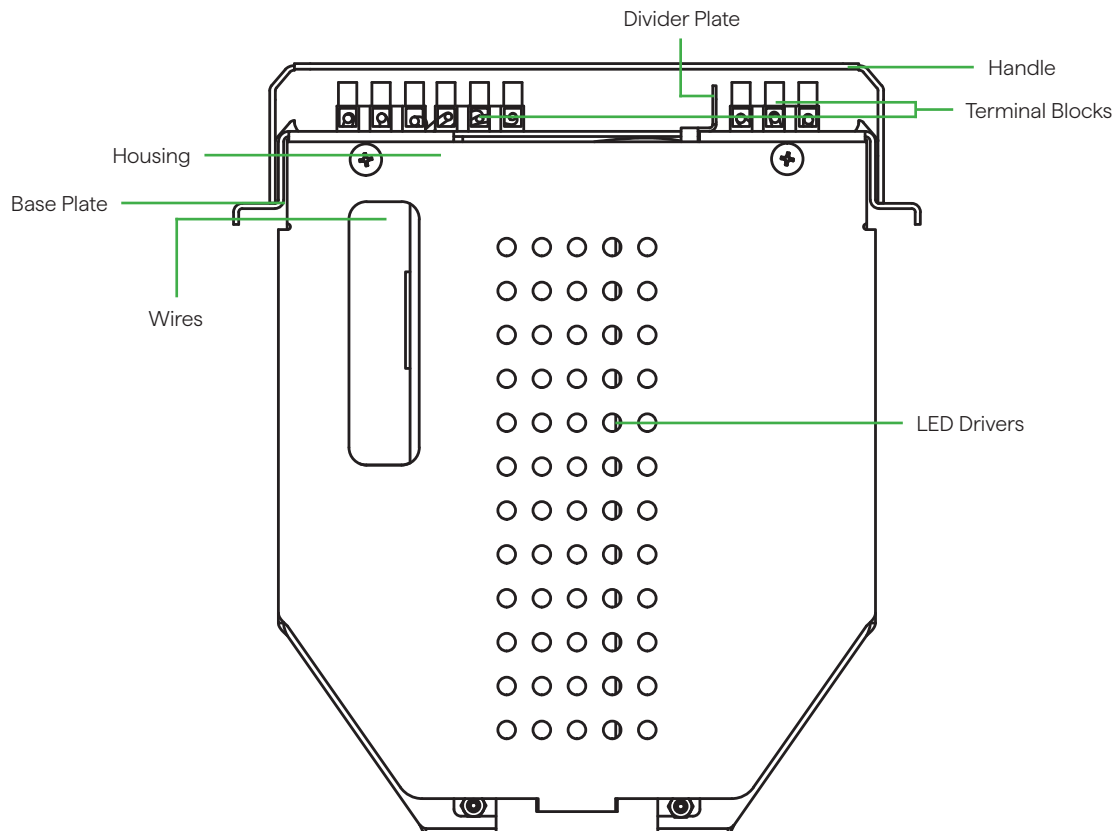 Divider Plate
Handle
Terminal Blocks
Housing
Base Plate
Wires
LED Drivers